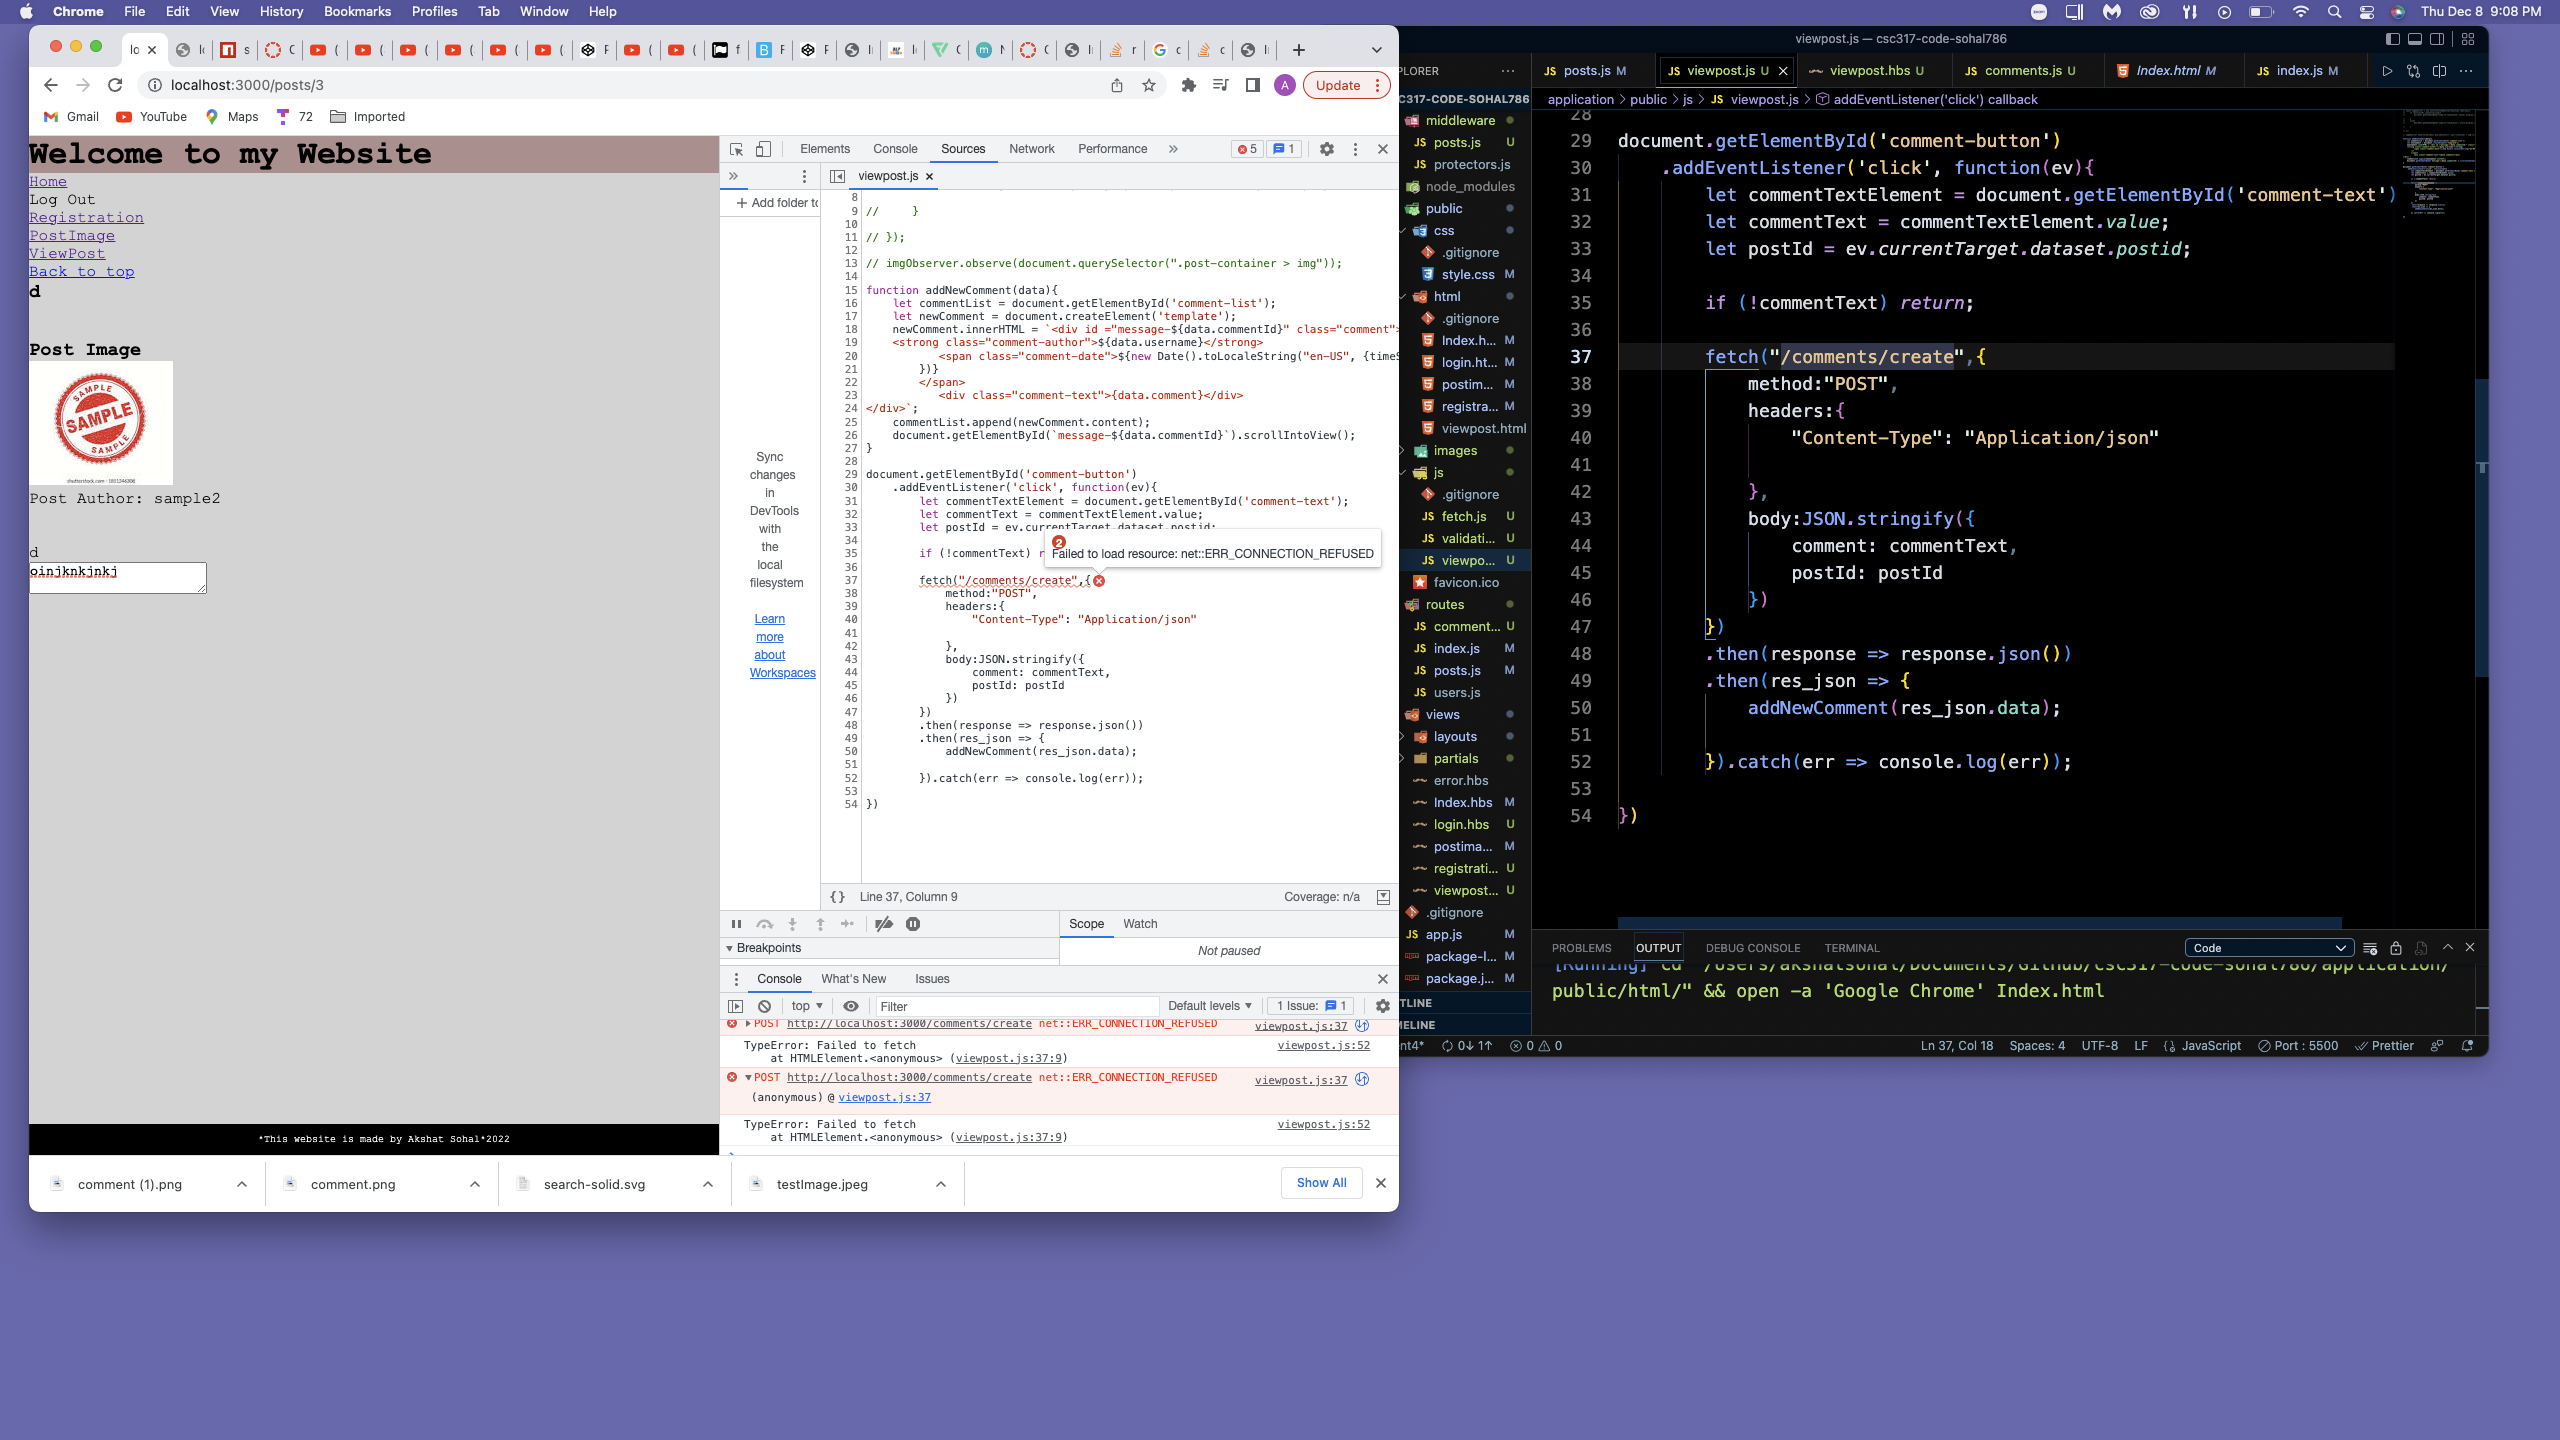 Chrome File Edit View History Bookmarks Profiles Tab Window Help
Thu Dec 8 9:08 PM
localhost:3000/posts/3
Update
Gmail YouTube Maps 72 Imported
Welcome to my Website
Home
Log Out
Registration
PostImage
ViewPost
Back to top
d
Post Image
SAMPLE
SAMPLE
SAMPLE
Post Author: sample2
d
oinjknkjnkj
*This website is made by Akshat Sohal*2022
Elements Console Sources Network Performance » 5 1
viewpost.js
Add folder to
Sync
changes
in
DevTools
with
the
local
filesystem
Learn
more
about
Workspaces
8
9 // }
10
11 // });
12
13 // imgObserver.observe(document.querySelector(".post-container > img"));
14
15 function addNewComment(data){
16 let commentList = document.getElementById('comment-list');
17 let newComment = document.createElement('template');
18 newComment.innerHTML = `<div id ="message-${data.commentId}" class="comment">
19 <strong class="comment-author">${data.username}</strong>
20 <span class="comment-date">${new Date().toLocaleString("en-US", {timeS
21 })}
22 </span>
23 <div class="comment-text">{data.comment}</div>
24 </div>`;
25 commentList.append(newComment.content);
26 document.getElementById(`message-${data.commentId}`).scrollIntoView();
27 }
28
29 document.getElementById('comment-button')
30 .addEventListener('click', function(ev){
31 let commentTextElement = document.getElementById('comment-text');
32 let commentText = commentTextElement.value;
33 let postId = ev.currentTarget.dataset.postid;
34
35 if (!commentText) r
2
Failed to load resource: net::ERR_CONNECTION_REFUSED
36
37 fetch("/comments/create",{
38 method:"POST",
39 headers:{
40 "Content-Type": "Application/json"
41
42 },
43 body:JSON.stringify({
44 comment: commentText,
45 postId: postId
46 })
47 })
48 .then(response => response.json())
49 .then(res_json => {
50 addNewComment(res_json.data);
51
52 }).catch(err => console.log(err));
53
54 })
{} Line 37, Column 9 Coverage: n/a
Scope Watch
Breakpoints
Not paused
Console What's New Issues
top Filter Default levels 1 Issue: 1
POST http://localhost:3000/comments/create net::ERR_CONNECTION_REFUSED viewpost.js:37
TypeError: Failed to fetch viewpost.js:52
at HTMLElement.<anonymous> (viewpost.js:37:9)
POST http://localhost:3000/comments/create net::ERR_CONNECTION_REFUSED viewpost.js:37
(anonymous) @ viewpost.js:37
TypeError: Failed to fetch viewpost.js:52
at HTMLElement.<anonymous> (viewpost.js:37:9)
comment (1).png comment.png search-solid.svg testImage.jpeg Show All
viewpost.js — csc317-code-sohal786
PLORER
C317-CODE-SOHAL786
middleware
posts.js U
protectors.js
node_modules
public
css
.gitignore
style.css M
html
.gitignore
Index.h... M
login.ht... M
postim... M
registra... M
viewpost.html
images
js
.gitignore
fetch.js U
validati... U
viewpo... U
favicon.ico
routes
comment... U
index.js M
posts.js M
users.js
views
layouts
partials
error.hbs
Index.hbs M
login.hbs U
postima... M
registrati... U
viewpost... U
.gitignore
app.js M
package-l... M
package.j... M
TLINE
MELINE
posts.js M viewpost.js U viewpost.hbs U comments.js U Index.html M index.js M
application > public > js > viewpost.js > addEventListener('click') callback
28
29 document.getElementById('comment-button')
30 .addEventListener('click', function(ev){
31 let commentTextElement = document.getElementById('comment-text')
32 let commentText = commentTextElement.value;
33 let postId = ev.currentTarget.dataset.postid;
34
35 if (!commentText) return;
36
37 fetch("/comments/create",{
38 method:"POST",
39 headers:{
40 "Content-Type": "Application/json"
41
42 },
43 body:JSON.stringify({
44 comment: commentText,
45 postId: postId
46 })
47 })
48 .then(response => response.json())
49 .then(res_json => {
50 addNewComment(res_json.data);
51
52 }).catch(err => console.log(err));
53
54 })
PROBLEMS OUTPUT DEBUG CONSOLE TERMINAL Code
[Running] cd "/Users/akshatsohal/Documents/GitHub/csc317-code-sohal786/application/
public/html/" && open -a 'Google Chrome' Index.html
nt4* 0↓ 1↑ 0 0 Ln 37, Col 18 Spaces: 4 UTF-8 LF JavaScript Port : 5500 Prettier